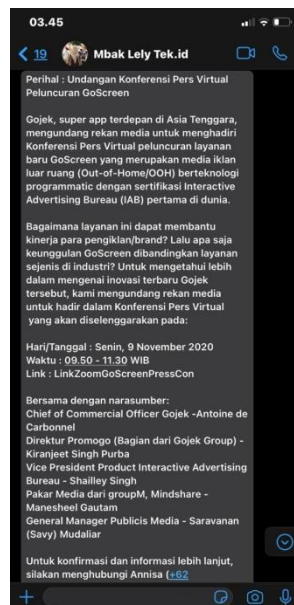 03.45
19
Mbak Lely Tek.id
Perihal : Undangan Konferensi Pers Virtual
Peluncuran GoScreen
Gojek, super app terdepan di Asia Tenggara,
mengundang rekan media untuk menghadiri
Konferensi Pers Virtual peluncuran layanan
baru GoScreen yang merupakan media iklan
luar ruang (Out-of-Home/OOH) berteknologi
programmatic dengan sertifikasi Interactive
Advertising Bureau (IAB) pertama di dunia.
Bagaimana layanan ini dapat membantu
kinerja para pengiklan/brand? Lalu apa saja
keunggulan GoScreen dibandingkan layanan
sejenis di industri? Untuk mengetahui lebih
dalam mengenai inovasi terbaru Gojek
tersebut, kami mengundang rekan media
untuk hadir dalam Konferensi Pers Virtual
yang akan diselenggarakan pada:
Hari/Tanggal : Senin, 9 November 2020
Waktu : 09.50 - 11.30 WIB
Link : LinkZoomGoScreenPressCon
Bersama dengan narasumber:
Chief of Commercial Officer Gojek -Antoine de
Carbonnel
Direktur Promogo (Bagian dari Gojek Group) -
Kiranjeet Singh Purba
Vice President Product Interactive Advertising
Bureau - Shailley Singh
Pakar Media dari groupM, Mindshare -
Manesheel Gautam
General Manager Publicis Media - Saravanan
(Savy) Mudaliar
Untuk konfirmasi dan informasi lebih lanjut,
silakan menghubungi Annisa (+62